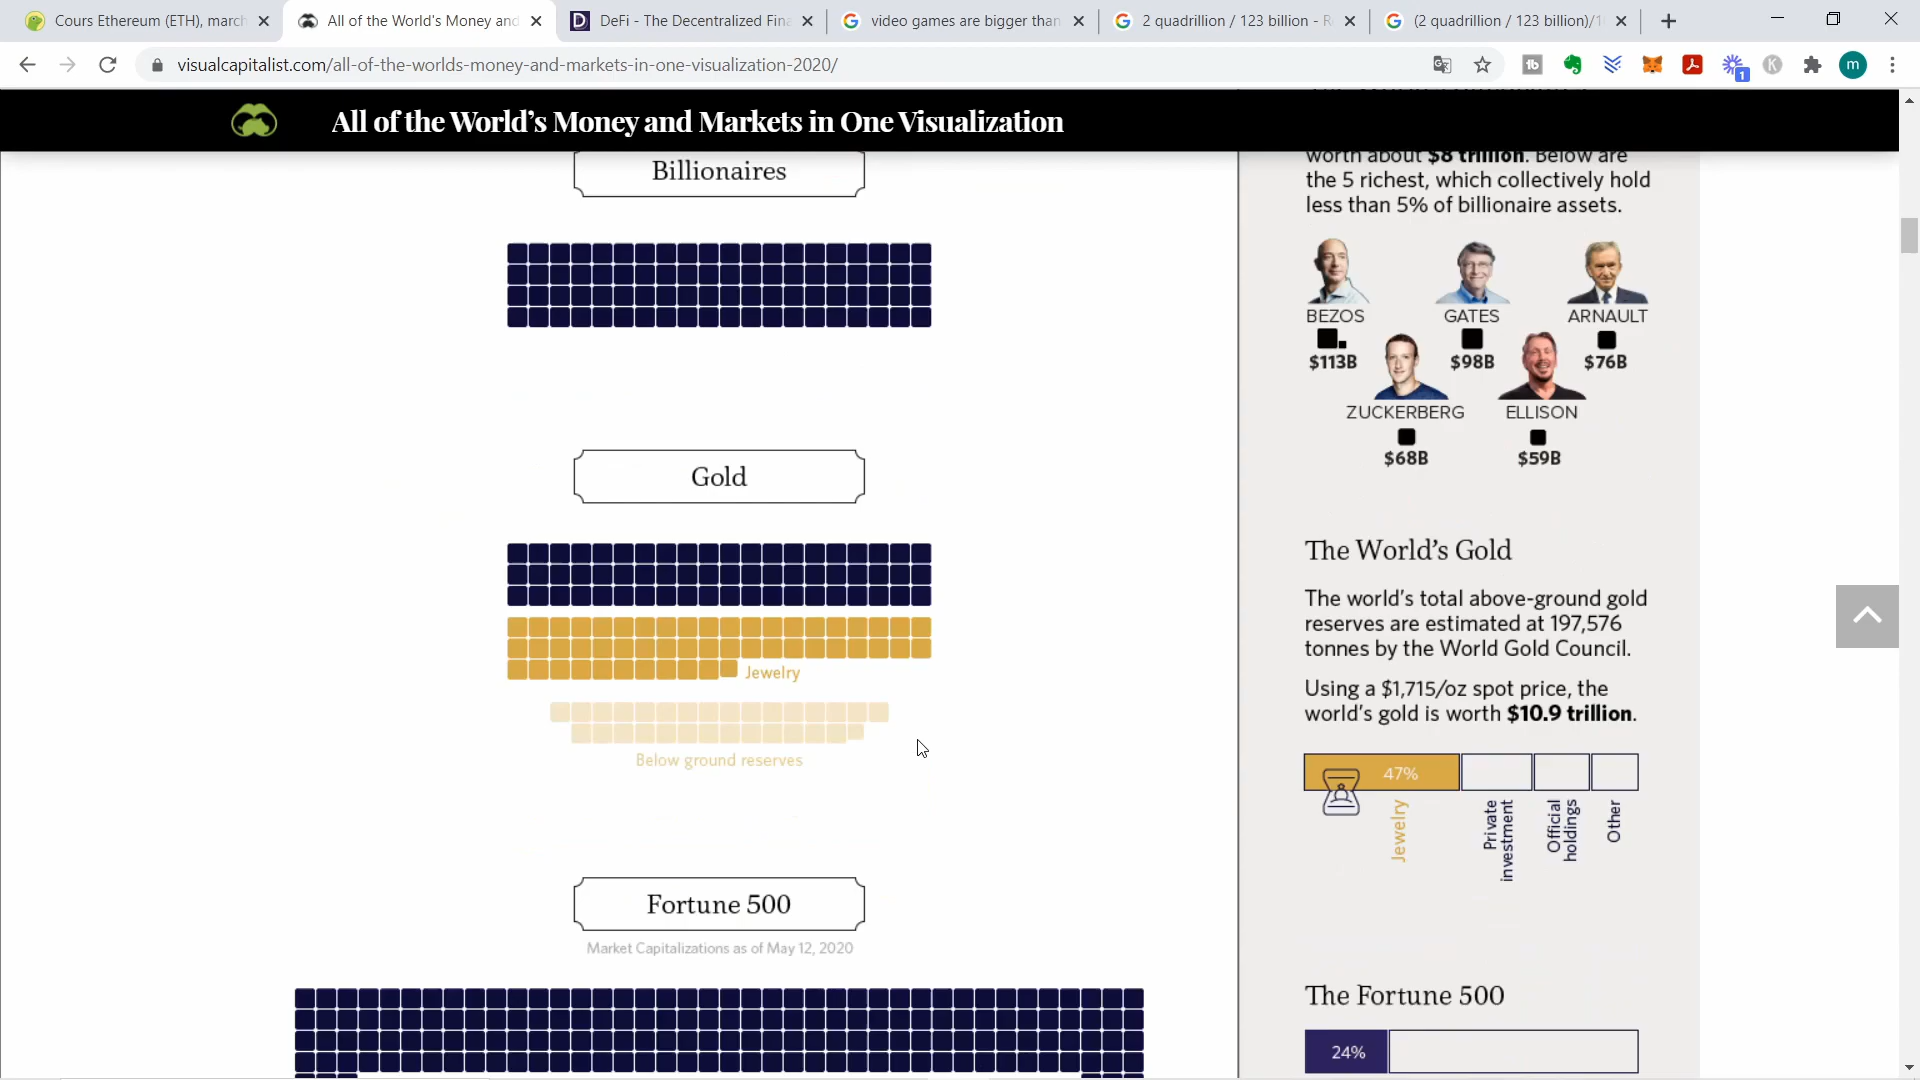 Cours Ethereum (ETH), march
All of the World's Money and
DeFi - The Decentralized Fina
video games are bigger than
2 quadrillion / 123 billion - R
(2 quadrillion / 123 billion)/1
visualcapitalist.com/all-of-the-worlds-money-and-markets-in-one-visualization-2020/
1
K
m
All of the World's Money and Markets in One Visualization
Billionaires
Gold
Jewelry
Below ground reserves
Fortune 500
Market Capitalizations as of May 12, 2020
worth about $8 trillion. Below are
the 5 richest, which collectively hold
less than 5% of billionaire assets.
BEZOS
$113B
GATES
$98B
ARNAULT
$76B
ZUCKERBERG
$68B
ELLISON
$59B
The World's Gold
The world's total above-ground gold
reserves are estimated at 197,576
tonnes by the World Gold Council.
Using a $1,715/oz spot price, the
world's gold is worth $10.9 trillion.
47%
Jewelry
Private
investment
Official
holdings
Other
The Fortune 500
24%